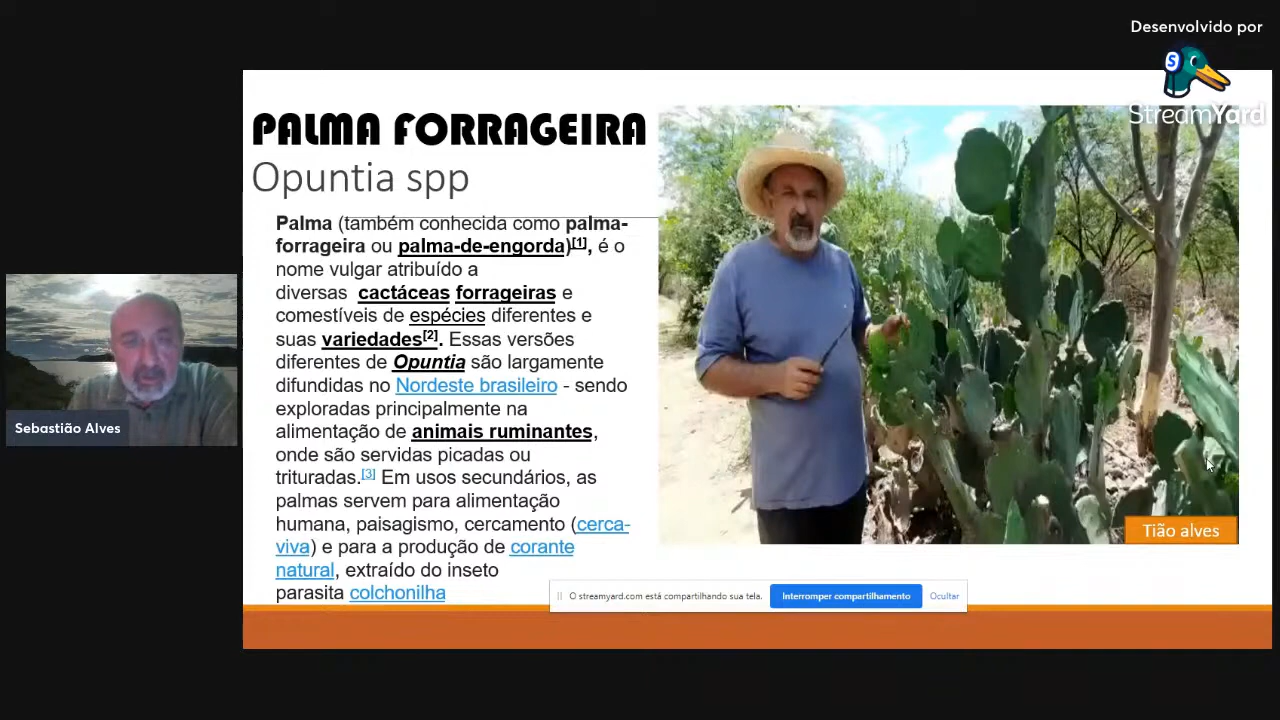 Desenvolvido por
StreamYard
PALMA FORRAGEIRA
Opuntia spp
Palma (também conhecida como palma-
forrageira ou palma-de-engorda)[1], é o
nome vulgar atribuído a
diversas cactáceas forrageiras e
comestíveis de espécies diferentes e
suas variedades[2]. Essas versões
diferentes de Opuntia são largamente
difundidas no Nordeste brasileiro - sendo
exploradas principalmente na
alimentação de animais ruminantes,
onde são servidas picadas ou
trituradas.[3] Em usos secundários, as
palmas servem para alimentação
humana, paisagismo, cercamento (cerca-
viva) e para a produção de corante
natural, extraído do inseto
parasita colchonilha
Tião alves
Sebastião Alves
O streamyard.com está compartilhando sua tela.
Interromper compartilhamento
Ocultar